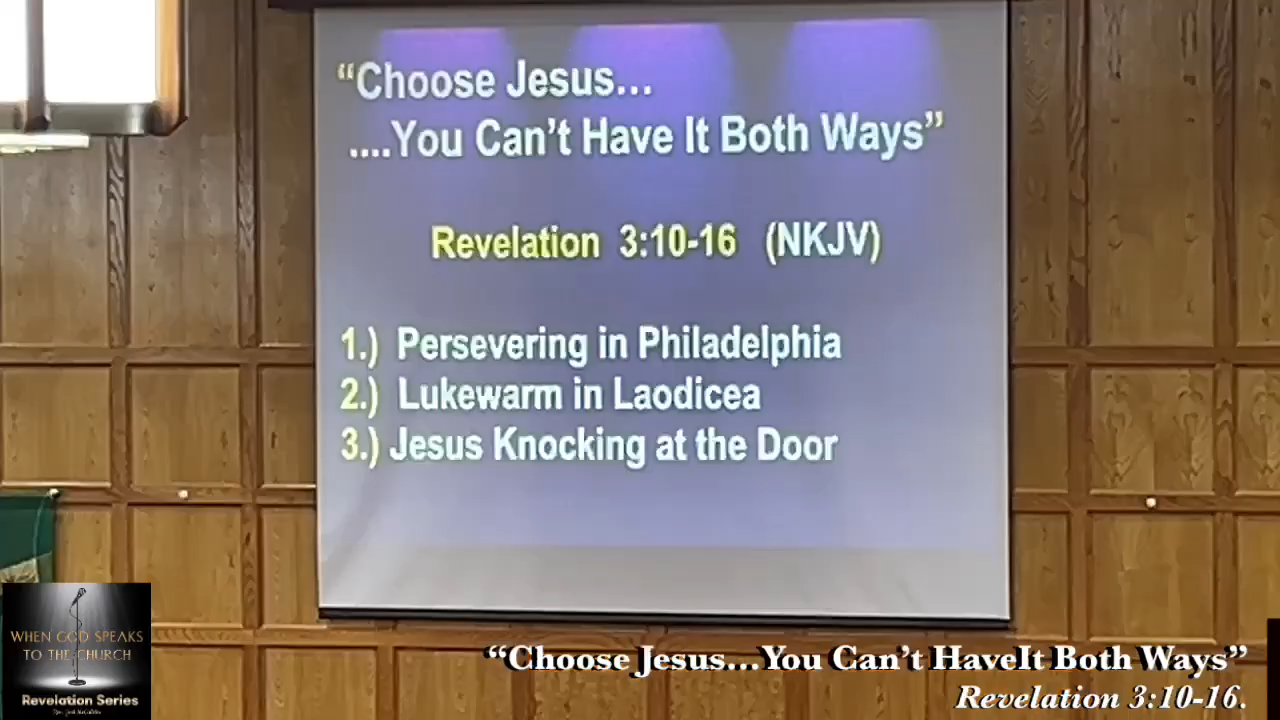 “Choose Jesus...
....You Can’t Have It Both Ways”
Revelation 3:10-16 (NKJV)
1.) Persevering in Philadelphia
2.) Lukewarm in Laodicea
3.) Jesus Knocking at the Door
WHEN GOD SPEAKS
TO THE CHURCH
Revelation Series
“Choose Jesus...You Can’t HaveIt Both Ways”
Revelation 3:10-16.